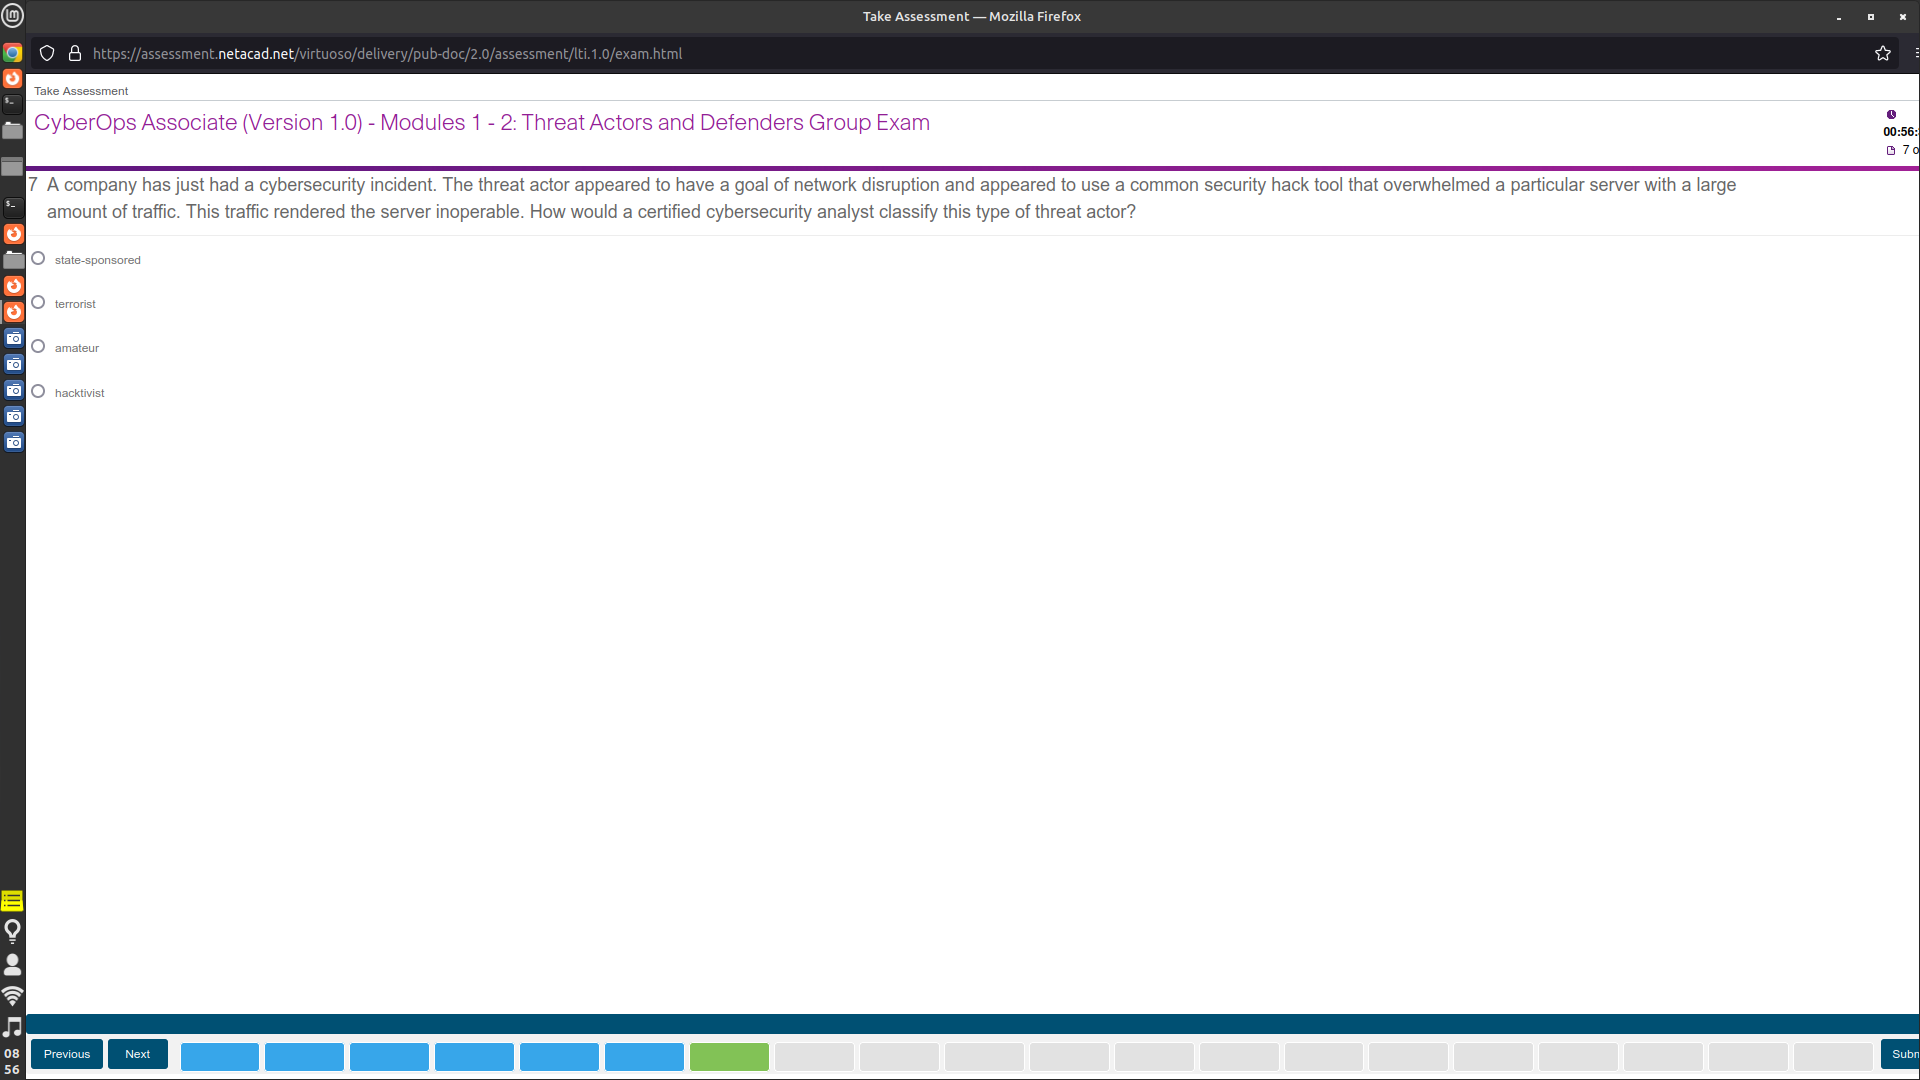 Take Assessment — Mozilla Firefox
https://assessment.netacad.net/virtuoso/delivery/pub-doc/2.0/assessment/lti.1.0/exam.html
Take Assessment
CyberOps Associate (Version 1.0) - Modules 1 - 2: Threat Actors and Defenders Group Exam
00:56:
7 o
7 A company has just had a cybersecurity incident. The threat actor appeared to have a goal of network disruption and appeared to use a common security hack tool that overwhelmed a particular server with a large
amount of traffic. This traffic rendered the server inoperable. How would a certified cybersecurity analyst classify this type of threat actor?
state-sponsored
terrorist
amateur
hacktivist
Previous
Next
Subm
08
56